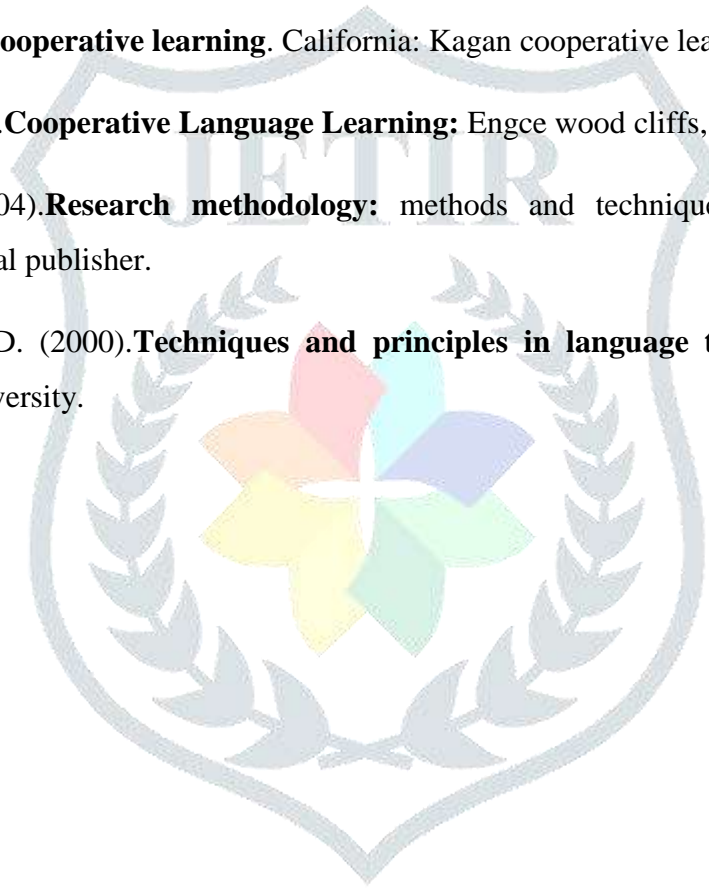 ooperative learning. California: Kagan cooperative lea
.Cooperative Language Learning: Engce wood cliffs,
04).Research methodology: methods and technique
al publisher.
D. (2000).Techniques and principles in language t
versity.
JETIR